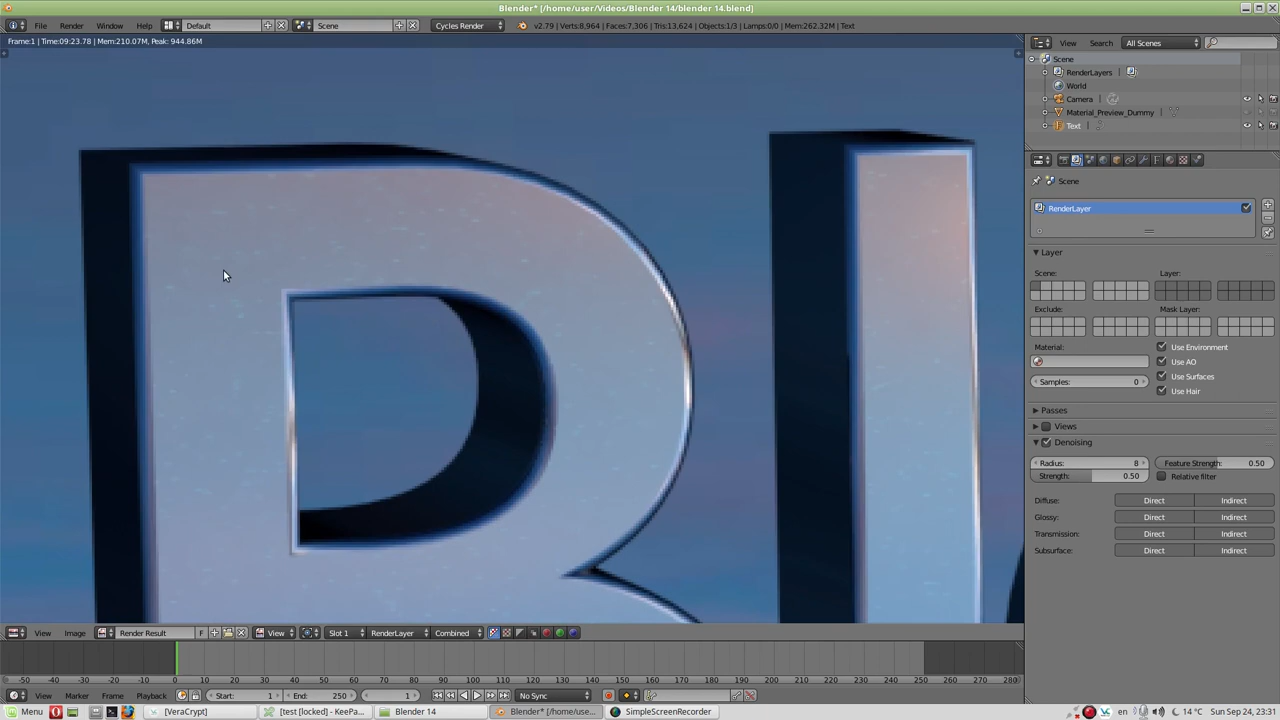 Blender* [/home/user/Videos/Blender 14/blender 14.blend]
File Render Window Help Default Scene Cycles Render v2.79 | Verts:8,964 | Faces:7,306 | Tris:13,624 | Objects:1/3 | Lamps:0/0 | Mem:262.32M | Text
Frame:1 | Time:09:23.78 | Mem:210.07M, Peak: 944.86M
View Search All Scenes
Scene
RenderLayers
World
Camera
Material_Preview_Dummy
Text
Scene
RenderLayer
Layer
Scene: Layer:
Exclude: Mask Layer:
Material: Use Environment
Use AO
Samples: 0 Use Surfaces
Use Hair
Passes
Views
Denoising
Radius: 8 Feature Strength: 0.50
Strength: 0.50 Relative filter
Diffuse: Direct Indirect
Glossy: Direct Indirect
Transmission: Direct Indirect
Subsurface: Direct Indirect
View Image Render Result F View Slot 1 RenderLayer Combined
-50 -40 -30 -20 -10 0 10 20 30 40 50 60 70 80 90 100 110 120 130 140 150 160 170 180 190 200 210 220 230 240 250 260 270 280
View Marker Frame Playback Start: 1 End: 250 1 No Sync
Menu [VeraCrypt] [test [locked] - KeePa... Blender 14 Blender* [/home/use... SimpleScreenRecorder en 14 °C Sun Sep 24, 23:31